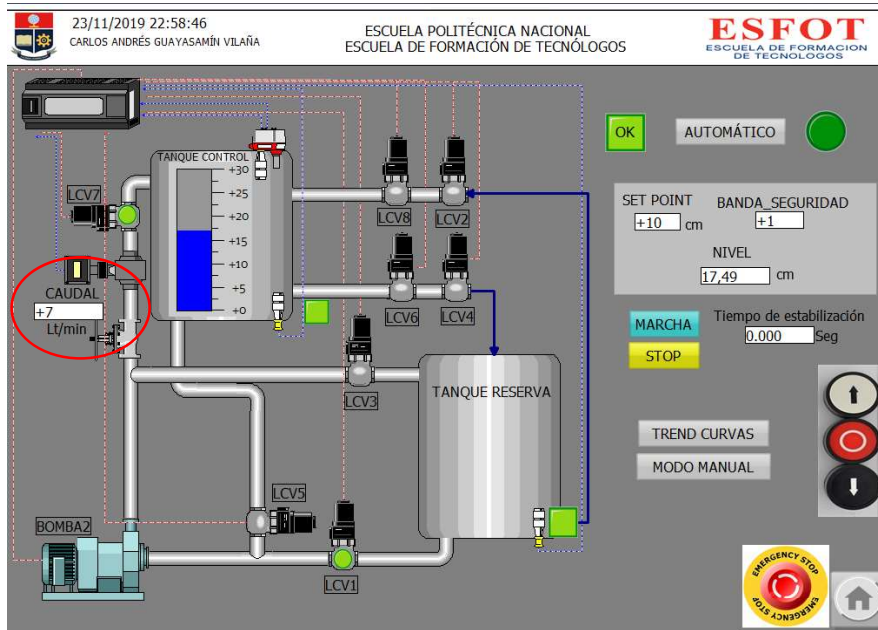 23/11/2019 22:58:46
CARLOS ANDRÉS GUAYASAMÍN VILAÑA
ESCUELA POLITÉCNICA NACIONAL
ESCUELA DE FORMACIÓN DE TECNÓLOGOS
ESFOT
ESCUELA DE FORMACION
DE TECNOLOGOS
OK
AUTOMÁTICO
TANQUE CONTROL
+30
+25
+20
+15
+10
+5
+0
LCV7
LCV8
LCV2
LCV6
LCV4
CAUDAL
+7
Lt/min
SET POINT
+10 cm
BANDA_SEGURIDAD
+1
NIVEL
17,49 cm
MARCHA
STOP
Tiempo de estabilización
0.000 Seg
LCV3
TANQUE RESERVA
TREND CURVAS
MODO MANUAL
LCV5
BOMBA2
LCV1
EMERGENCY STOP
EMERGENCY STOP